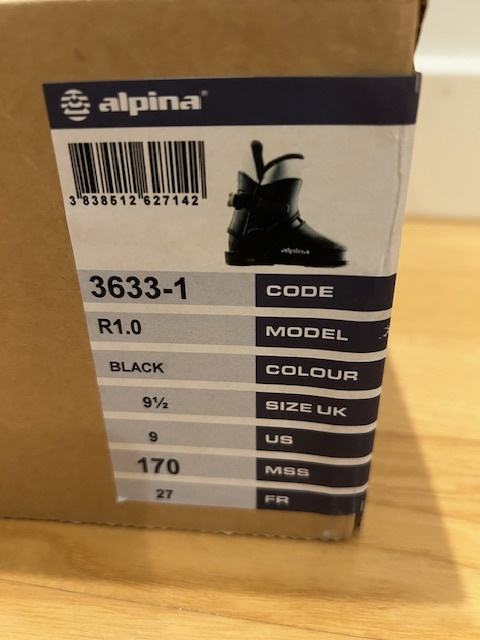 alpina®
3 838512 627142
alpina
3633-1 CODE
R1.0 MODEL
BLACK COLOUR
9½ SIZE UK
9 US
170 MSS
27 FR